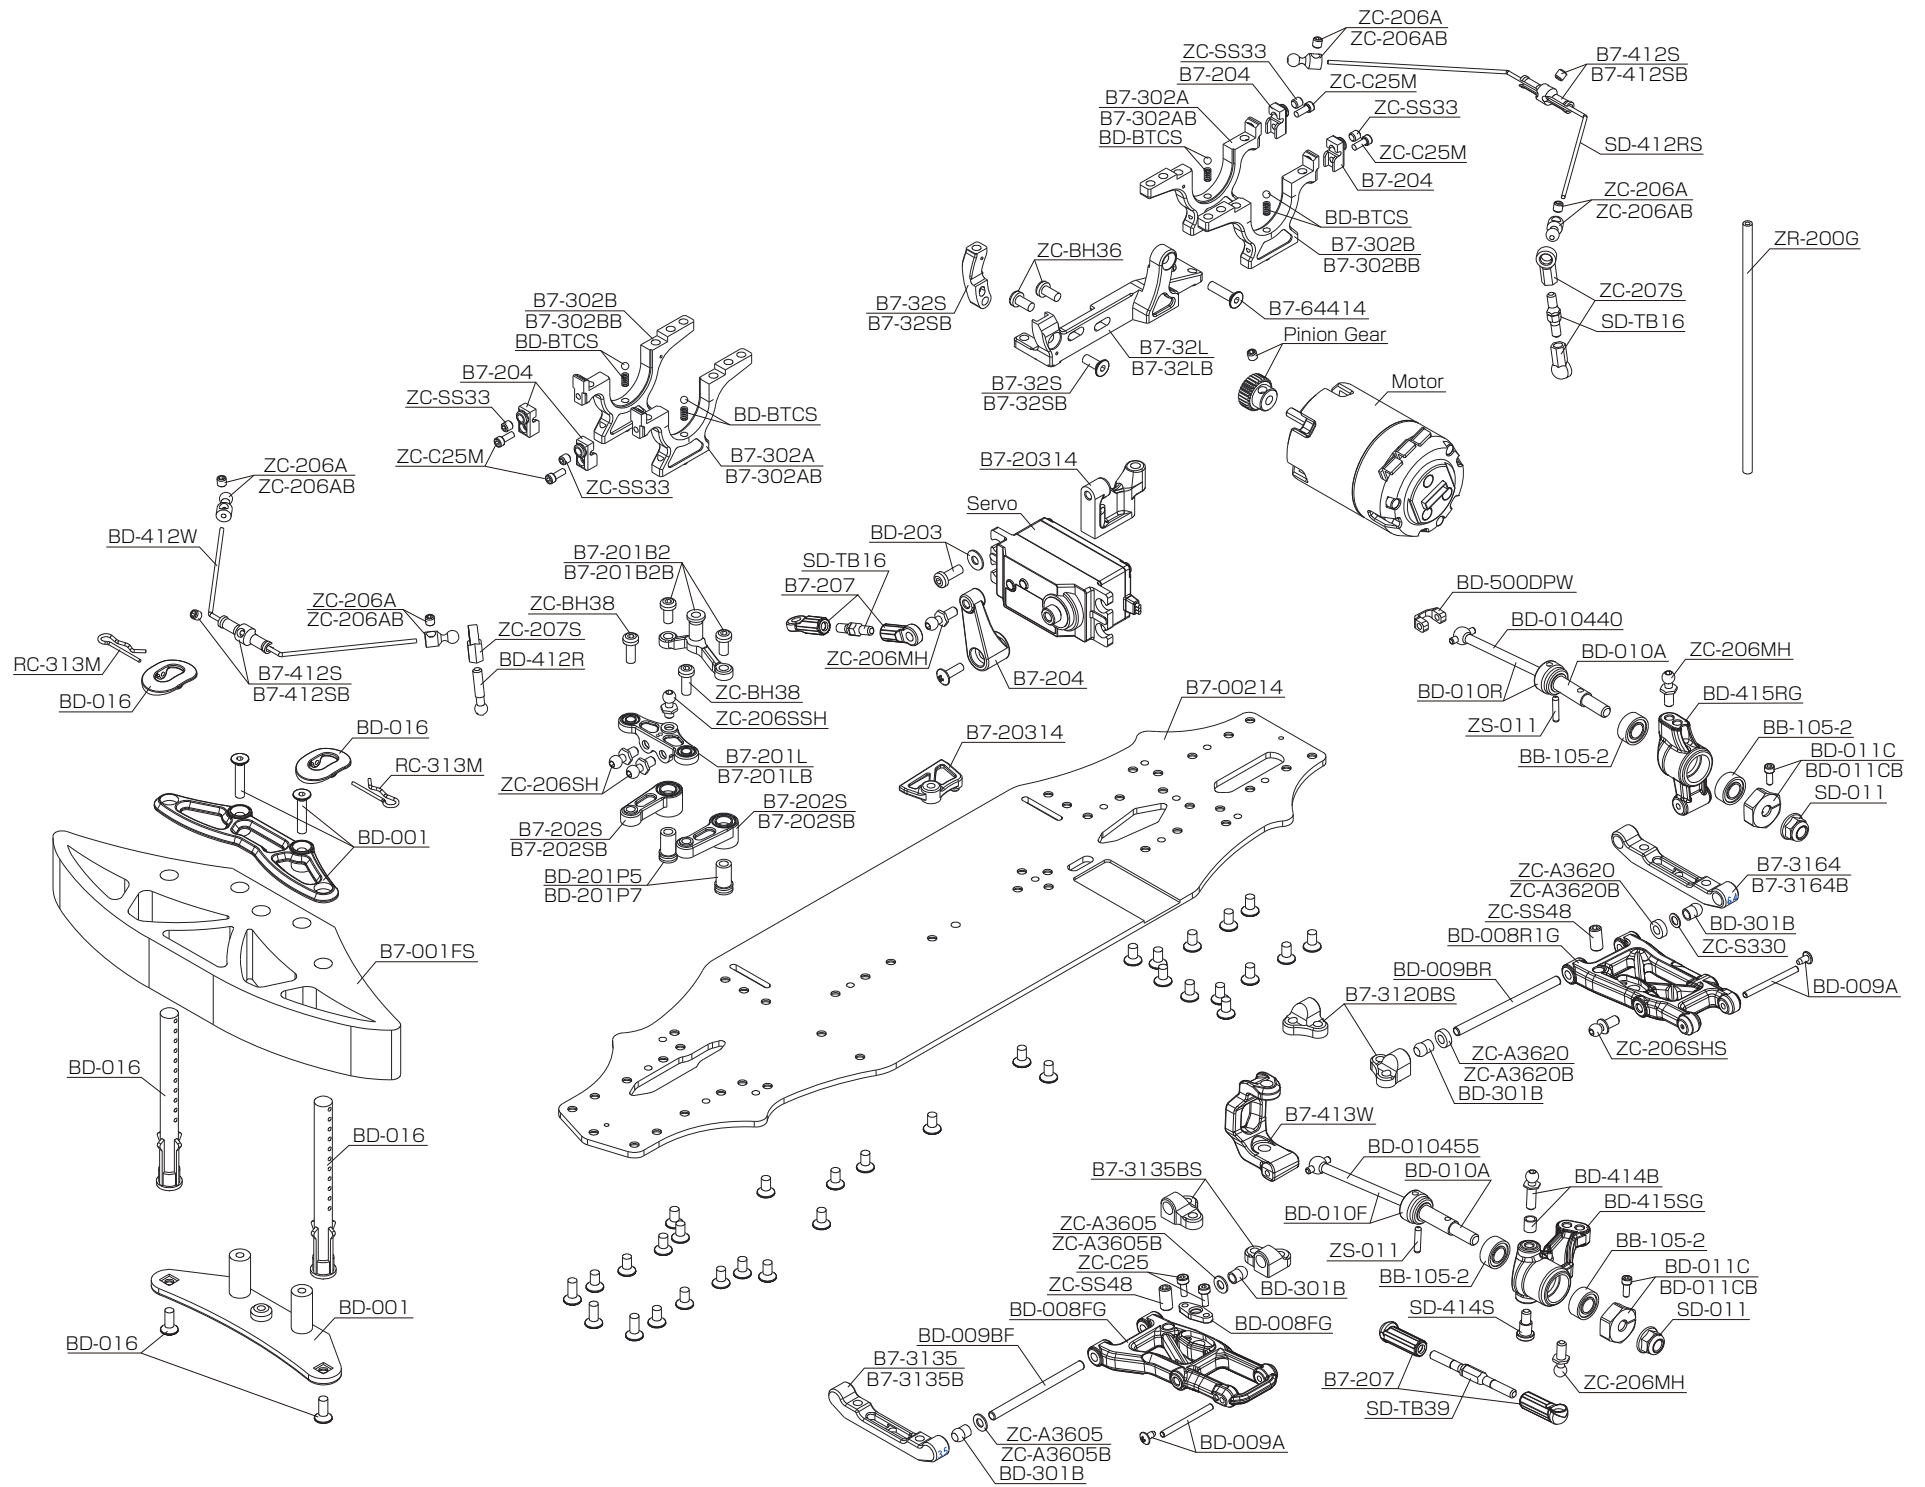 ZC-206A
ZC-206AB
ZC-SS33
B7-204
ZC-C25M
B7-412S
B7-412SB
B7-302A
B7-302AB
BD-BTCS
ZC-SS33
ZC-C25M
B7-204
SD-412RS
ZC-206A
ZC-206AB
BD-BTCS
B7-302B
B7-302BB
ZR-200G
ZC-BH36
B7-32S
B7-32SB
B7-64414
ZC-207S
SD-TB16
B7-302B
B7-302BB
BD-BTCS
Pinion Gear
B7-32L
B7-32LB
B7-32S
B7-32SB
Motor
B7-204
ZC-SS33
BD-BTCS
ZC-C25M
B7-302A
B7-302AB
ZC-SS33
B7-20314
ZC-206A
ZC-206AB
Servo
BD-412W
BD-203
B7-201B2
B7-201B2B
SD-TB16
B7-207
BD-500DPW
ZC-206A
ZC-206AB
ZC-BH38
BD-010440
ZC-207S
BD-412R
ZC-206MH
B7-204
BD-010A
ZC-206MH
RC-313M
BD-016
B7-412S
B7-412SB
ZC-BH38
B7-00214
BD-010R
BD-415RG
ZC-206SSH
ZS-011
BB-105-2
BB-105-2
BD-016
B7-20314
RC-313M
B7-201L
B7-201LB
ZC-206SH
BD-011C
BD-011CB
SD-011
B7-202S
B7-202SB
B7-202S
B7-202SB
BD-001
BD-201P5
BD-201P7
ZC-A3620
ZC-A3620B
B7-3164
B7-3164B
6.4
ZC-SS48
BD-301B
BD-008R1G
ZC-S330
B7-001FS
BD-009BR
BD-009A
B7-3120BS
ZC-206SHS
ZC-A3620
ZC-A3620B
BD-301B
BD-016
B7-413W
BD-016
BD-010455
BD-010A
B7-3135BS
BD-414B
BD-415SG
BD-010F
ZC-A3605
ZC-A3605B
ZS-011
BB-105-2
BB-105-2
ZC-C25
ZC-SS48
BD-301B
BD-011C
BD-011CB
SD-011
BD-001
BD-008FG
BD-008FG
SD-414S
BD-016
BD-009BF
B7-3135
B7-3135B
3.5
B7-207
SD-TB39
ZC-206MH
ZC-A3605
ZC-A3605B
BD-301B
BD-009A